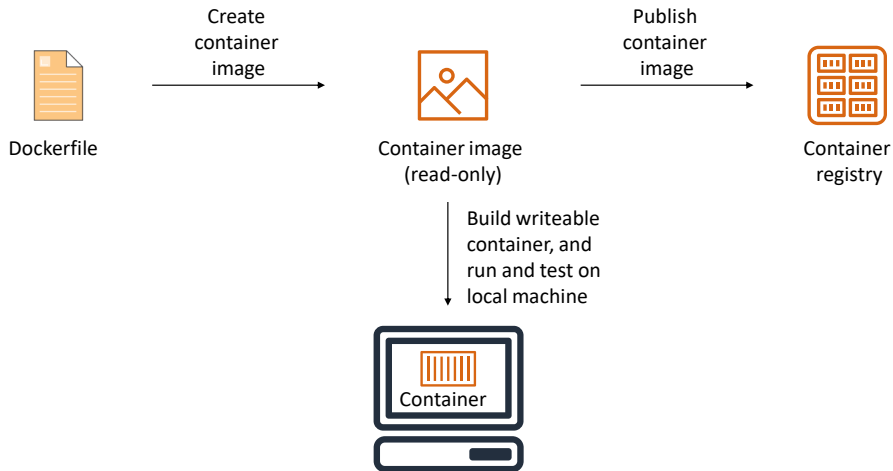 Create
container
image
Publish
container
image
Dockerfile
Container image
(read-only)
Container
registry
Build writeable
container, and
run and test on
local machine
Container